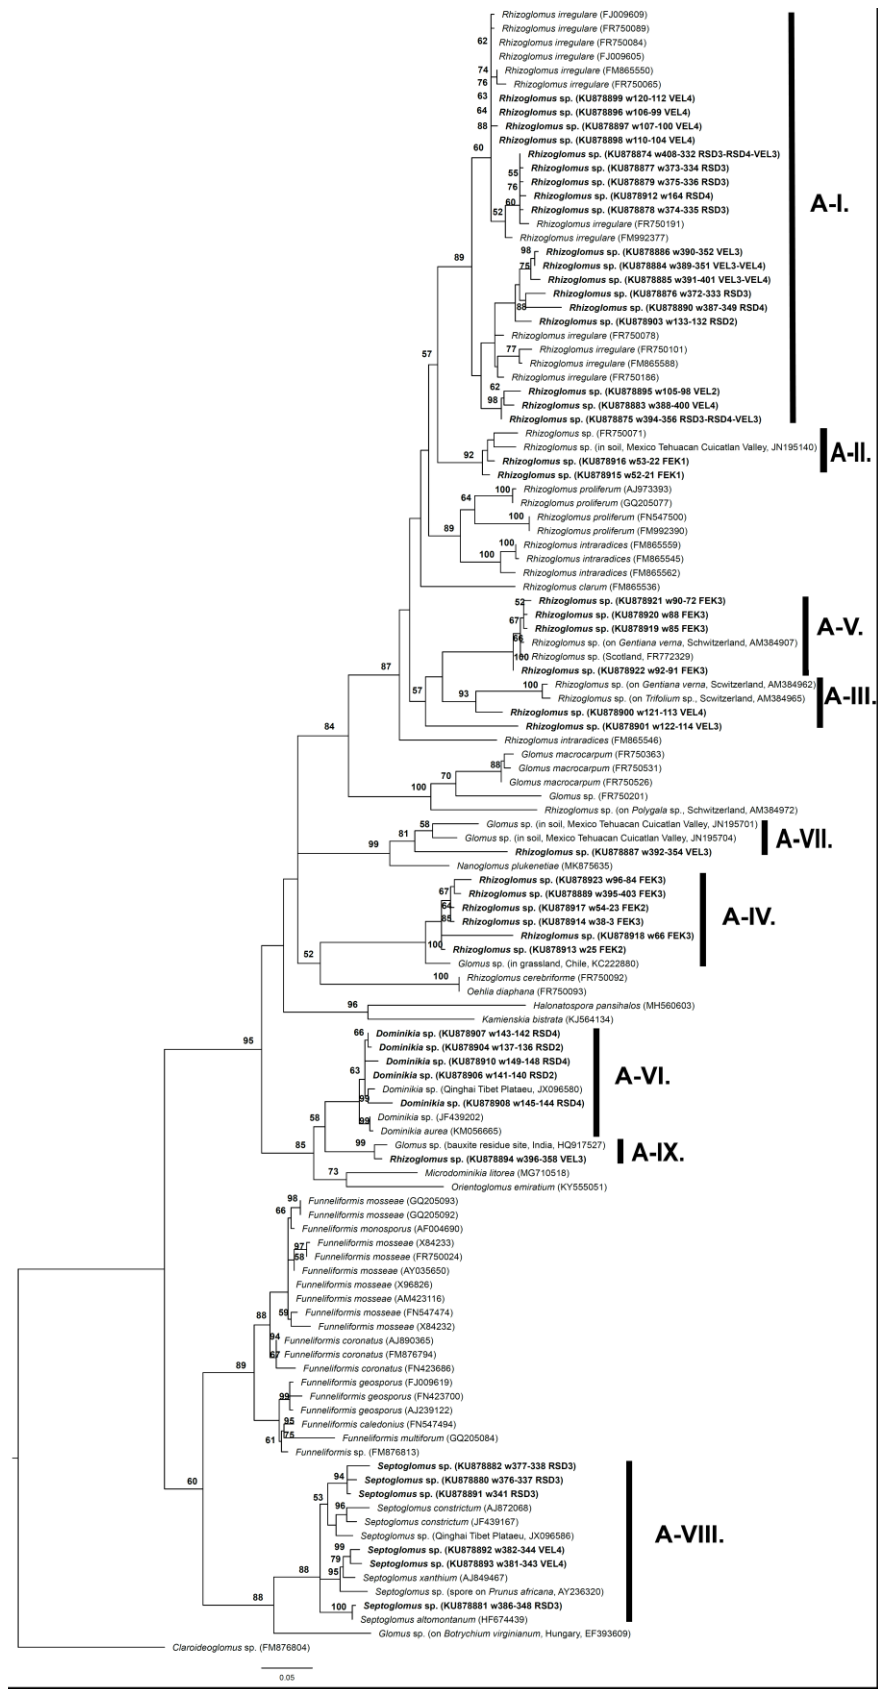 Rhizoglomus irregulare (FJ009609)
Rhizoglomus irregulare (FR750089)
62 Rhizoglomus irregulare (FR750084)
Rhizoglomus irregulare (FJ009605)
74 Rhizoglomus irregulare (FM865550)
76 Rhizoglomus irregulare (FR750065)
63 Rhizoglomus sp. (KU878899 w120-112 VEL4)
64 Rhizoglomus sp. (KU878896 w106-99 VEL4)
88 Rhizoglomus sp. (KU878897 w107-100 VEL4)
Rhizoglomus sp. (KU878898 w110-104 VEL4)
60 Rhizoglomus sp. (KU878874 w408-332 RSD3-RSD4-VEL3)
55 Rhizoglomus sp. (KU878877 w373-334 RSD3)
76 Rhizoglomus sp. (KU878879 w375-336 RSD3)
Rhizoglomus sp. (KU878912 w164 RSD4)
A-I.
60 Rhizoglomus sp. (KU878878 w374-335 RSD3)
52 Rhizoglomus irregulare (FR750191)
Rhizoglomus irregulare (FM992377)
98 Rhizoglomus sp. (KU878886 w390-352 VEL3)
89 75 Rhizoglomus sp. (KU878884 w389-351 VEL3-VEL4)
Rhizoglomus sp. (KU878885 w391-401 VEL3-VEL4)
Rhizoglomus sp. (KU878876 w372-333 RSD3)
88 Rhizoglomus sp. (KU878890 w387-349 RSD4)
Rhizoglomus sp. (KU878903 w133-132 RSD2)
Rhizoglomus irregulare (FR750078)
77 Rhizoglomus irregulare (FR750101)
57 Rhizoglomus irregulare (FM865588)
Rhizoglomus irregulare (FR750186)
62 Rhizoglomus sp. (KU878895 w105-98 VEL2)
98 Rhizoglomus sp. (KU878883 w388-400 VEL4)
Rhizoglomus sp. (KU878875 w394-356 RSD3-RSD4-VEL3)
Rhizoglomus sp. (FR750071)
Rhizoglomus sp. (in soil, Mexico Tehuacan Cuicatlan Valley, JN195140)
A-II.
92 Rhizoglomus sp. (KU878916 w53-22 FEK1)
Rhizoglomus sp. (KU878915 w52-21 FEK1)
100 Rhizoglomus proliferum (AJ973393)
64 Rhizoglomus proliferum (GQ205077)
100 Rhizoglomus proliferum (FN547500)
89 Rhizoglomus proliferum (FM992390)
100 Rhizoglomus intraradices (FM865559)
100 Rhizoglomus intraradices (FM865545)
Rhizoglomus intraradices (FM865562)
Rhizoglomus clarum (FM865536)
52 Rhizoglomus sp. (KU878921 w90-72 FEK3)
Rhizoglomus sp. (KU878920 w88 FEK3)
67 Rhizoglomus sp. (KU878919 w85 FEK3)
A-V.
66 Rhizoglomus sp. (on Gentiana verna, Schwitzerland, AM384907)
100 Rhizoglomus sp. (Scotland, FR772329)
87 Rhizoglomus sp. (KU878922 w92-91 FEK3)
100 Rhizoglomus sp. (on Gentiana verna, Scwitzerland, AM384962)
57 93 Rhizoglomus sp. (on Trifolium sp., Scwitzerland, AM384965)
A-III.
Rhizoglomus sp. (KU878900 w121-113 VEL4)
Rhizoglomus sp. (KU878901 w122-114 VEL3)
84 Rhizoglomus intraradices (FM865546)
Glomus macrocarpum (FR750363)
88 Glomus macrocarpum (FR750531)
70 Glomus macrocarpum (FR750526)
100 Glomus sp. (FR750201)
Rhizoglomus sp. (on Polygala sp., Schwitzerland, AM384972)
58 Glomus sp. (in soil, Mexico Tehuacan Cuicatlan Valley, JN195701)
81 Glomus sp. (in soil, Mexico Tehuacan Cuicatlan Valley, JN195704)
A-VII.
99 Rhizoglomus sp. (KU878887 w392-354 VEL3)
Nanoglomus plukenetiae (MK875635)
Rhizoglomus sp. (KU878923 w96-84 FEK3)
67 Rhizoglomus sp. (KU878889 w395-403 FEK3)
64 Rhizoglomus sp. (KU878917 w54-23 FEK2)
85 Rhizoglomus sp. (KU878914 w38-3 FEK3)
A-IV.
Rhizoglomus sp. (KU878918 w66 FEK3)
100 Rhizoglomus sp. (KU878913 w25 FEK2)
52 Glomus sp. (in grassland, Chile, KC222880)
100 Rhizoglomus cerebriforme (FR750092)
Oehlia diaphana (FR750093)
96 Halonatospora pansihalos (MH560603)
Kamienskia bistrata (KJ564134)
66 Dominikia sp. (KU878907 w143-142 RSD4)
95 Dominikia sp. (KU878904 w137-136 RSD2)
Dominikia sp. (KU878910 w149-148 RSD4)
63 Dominikia sp. (KU878906 w141-140 RSD2)
A-VI.
Dominikia sp. (Qinghai Tibet Plataeu, JX096580)
99 Dominikia sp. (KU878908 w145-144 RSD4)
58 99 Dominikia sp. (JF439202)
Dominikia aurea (KM056665)
85 99 Glomus sp. (bauxite residue site, India, HQ917527)
A-IX.
Rhizoglomus sp. (KU878894 w396-358 VEL3)
73 Microdominikia litorea (MG710518)
Orientoglomus emiratium (KY555051)
98 Funneliformis mosseae (GQ205093)
66 Funneliformis mosseae (GQ205092)
Funneliformis monosporus (AF004690)
97 Funneliformis mosseae (X84233)
58 Funneliformis mosseae (FR750024)
Funneliformis mosseae (AY035650)
Funneliformis mosseae (X96826)
Funneliformis mosseae (AM423116)
88 59 Funneliformis mosseae (FN547474)
Funneliformis mosseae (X84232)
94 Funneliformis coronatus (AJ890365)
67 Funneliformis coronatus (FM876794)
89 Funneliformis coronatus (FN423686)
Funneliformis geosporus (FJ009619)
99 Funneliformis geosporus (FN423700)
Funneliformis geosporus (AJ239122)
95 Funneliformis caledonius (FN547494)
61 75 Funneliformis multiforum (GQ205084)
Funneliformis sp. (FM876813)
Septoglomus sp. (KU878882 w377-338 RSD3)
60 94 Septoglomus sp. (KU878880 w376-337 RSD3)
Septoglomus sp. (KU878891 w341 RSD3)
53 96 Septoglomus constrictum (AJ872068)
Septoglomus constrictum (JF439167)
Septoglomus sp. (Qinghai Tibet Plataeu, JX096586)
A-VIII.
99 Septoglomus sp. (KU878892 w382-344 VEL4)
79 Septoglomus sp. (KU878893 w381-343 VEL4)
88 95 Septoglomus xanthium (AJ849467)
Septoglomus sp. (spore on Prunus africana, AY236320)
88 100 Septoglomus sp. (KU878881 w386-348 RSD3)
Septoglomus altomontanum (HF674439)
Glomus sp. (on Botrychium virginianum, Hungary, EF393609)
Claroideoglomus sp. (FM876804)
0.05